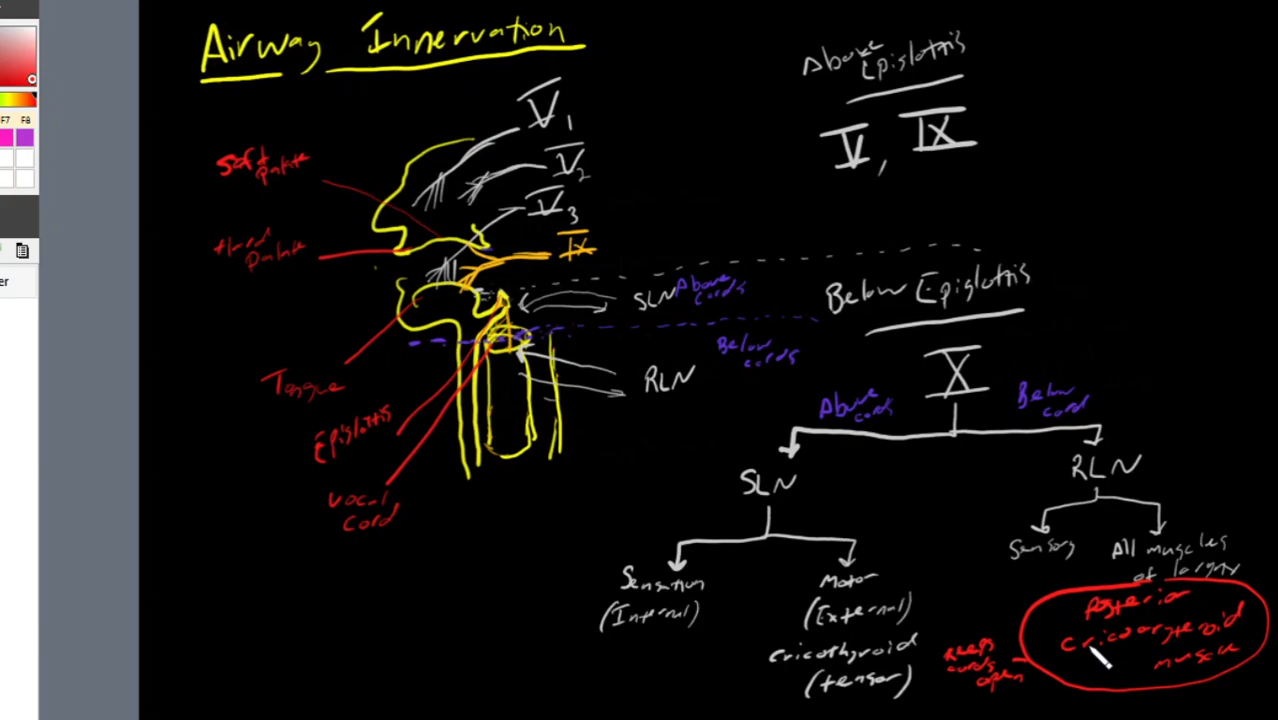 Airway Innervation
Above
Epiglottis
V, IX
V1
V2
V3
IX
Soft
Palate
Hard
Palate
Tongue
Epiglottis
Vocal
Cord
SLN
Above
cords
Below
cords
RLN
Below Epiglottis
X
Above
cords
Below
cord
SLN
RLN
Sensation
(Internal)
Motor
(External)
cricothyroid
(tensor)
Sensory
All muscles
of larynx
Posterior
cricoarytenoid
muscle
keeps
cords
open
F7
F8